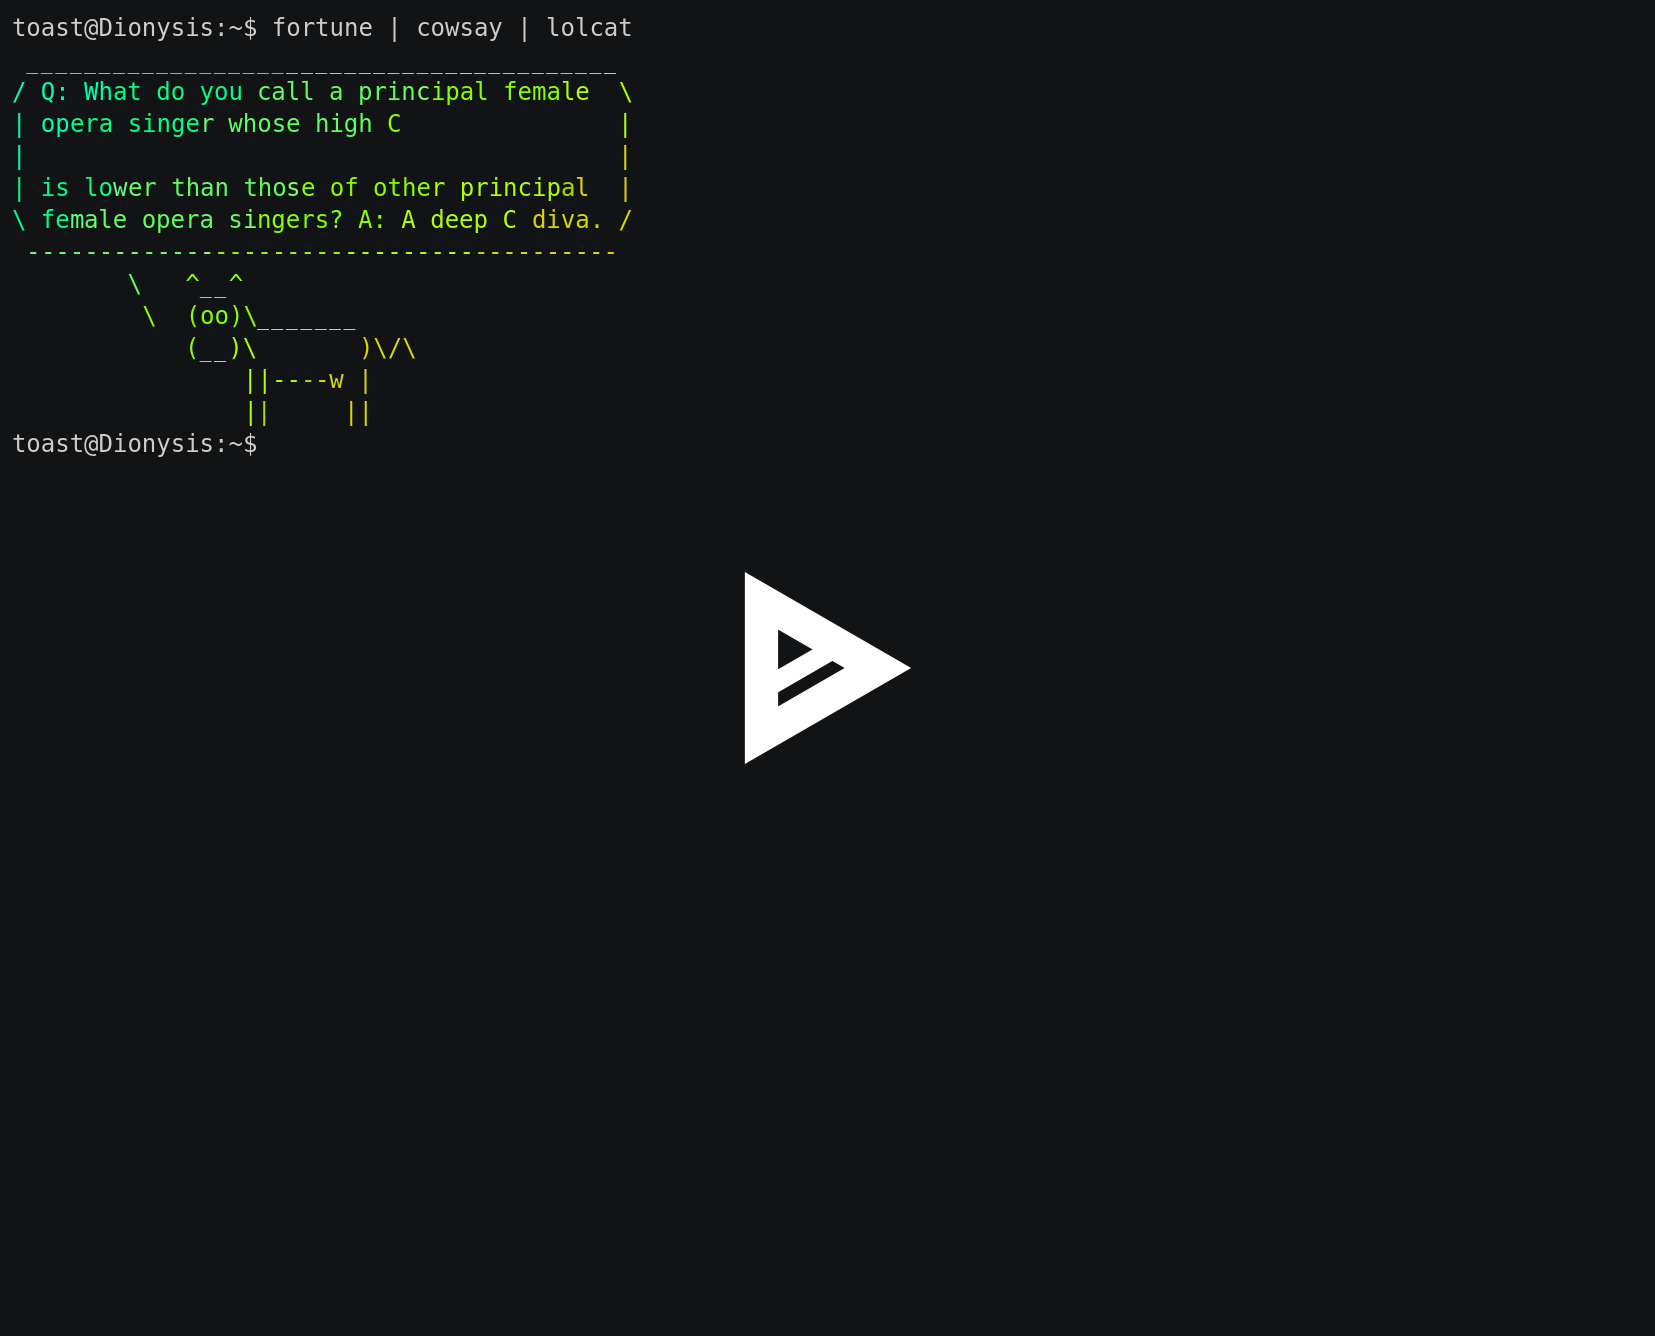 toast@Dionysis:~$ fortune | cowsay | lolcat
 _________________________________________
/ Q: What do you call a principal female  \
| opera singer whose high C               |
|                                         |
| is lower than those of other principal  |
\ female opera singers? A: A deep C diva. /
 -----------------------------------------
        \   ^__^
         \  (oo)\_______
            (__)\       )\/\
                ||----w |
                ||     ||
toast@Dionysis:~$